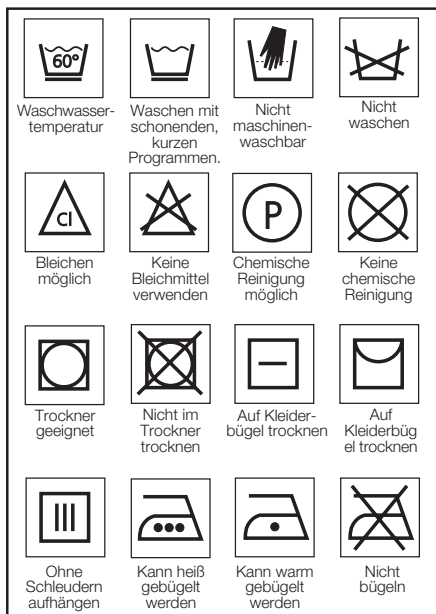 60°
Waschwasser-
temperatur
Waschen mit
schonenden,
kurzen
Programmen.
Nicht
maschinen-
waschbar
Nicht
waschen
Cl
Bleichen
möglich
Keine
Bleichmittel
verwenden
P
Chemische
Reinigung
möglich
Keine
chemische
Reinigung
Trockner
geeignet
Nicht im
Trockner
trocknen
Auf Kleider-
bügel trocknen
Auf
Kleiderbüg
el trocknen
Ohne
Schleudern
aufhängen
Kann heiß
gebügelt
werden
Kann warm
gebügelt
werden
Nicht
bügeln